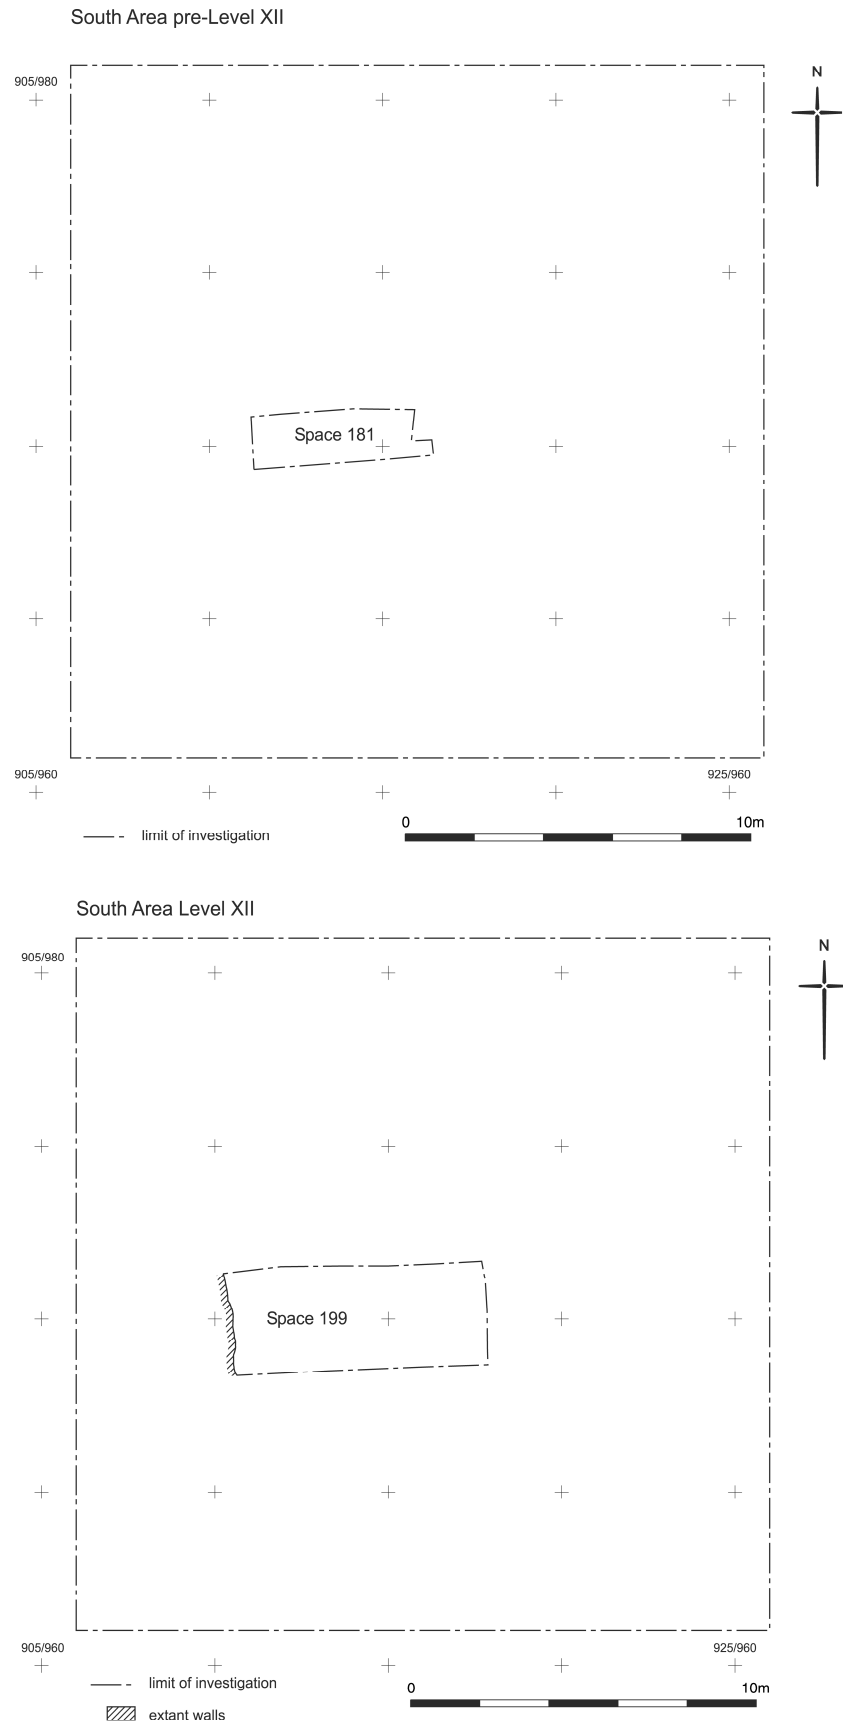 South Area pre-Level XII
N
905/980
Space 181
905/960
925/960
limit of investigation
0 10m
South Area Level XII
N
905/980
Space 199
905/960
925/960
limit of investigation
0 10m
extant walls